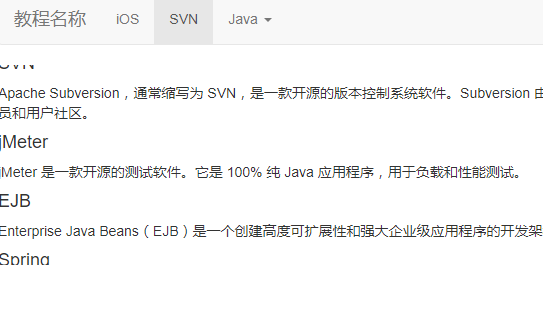 教程名称 iOS SVN Java
SVN
Apache Subversion，通常缩写为 SVN，是一款开源的版本控制系统软件。Subversion 由
员和用户社区。
jMeter
jMeter 是一款开源的测试软件。它是 100% 纯 Java 应用程序，用于负载和性能测试。
EJB
Enterprise Java Beans（EJB）是一个创建高度可扩展性和强大企业级应用程序的开发架
Spring